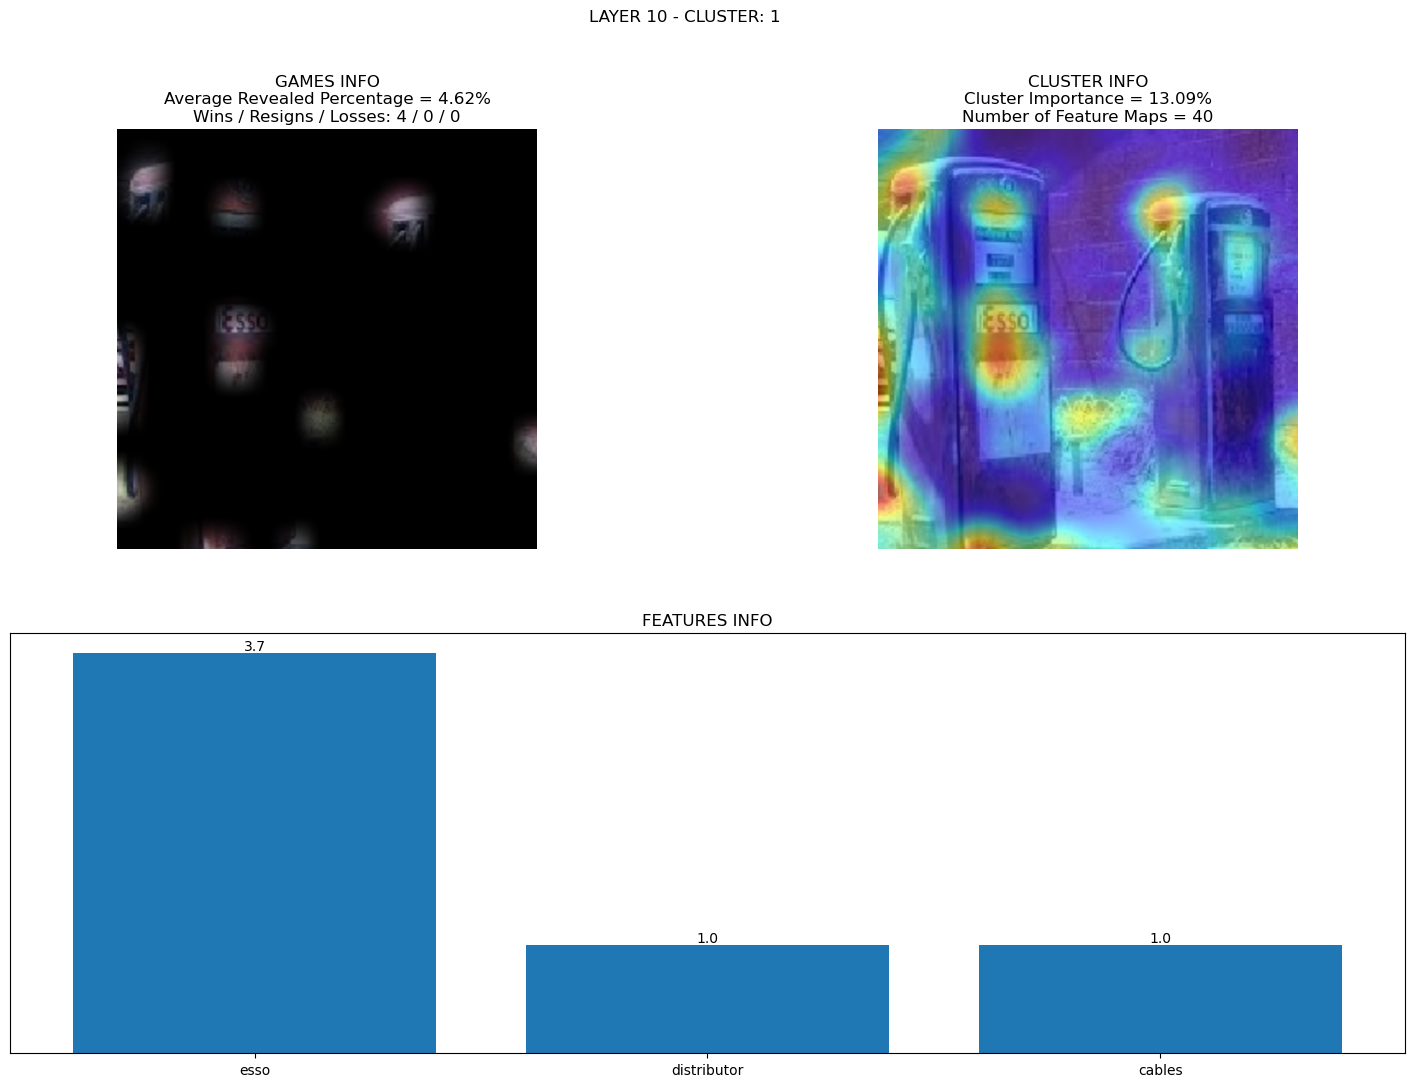 LAYER 10 - CLUSTER: 1
GAMES INFO
Average Revealed Percentage = 4.62%
Wins / Resigns / Losses: 4 / 0 / 0
CLUSTER INFO
Cluster Importance = 13.09%
Number of Feature Maps = 40
ESSO
ESSO
FEATURES INFO
3.7
1.0
1.0
esso
distributor
cables